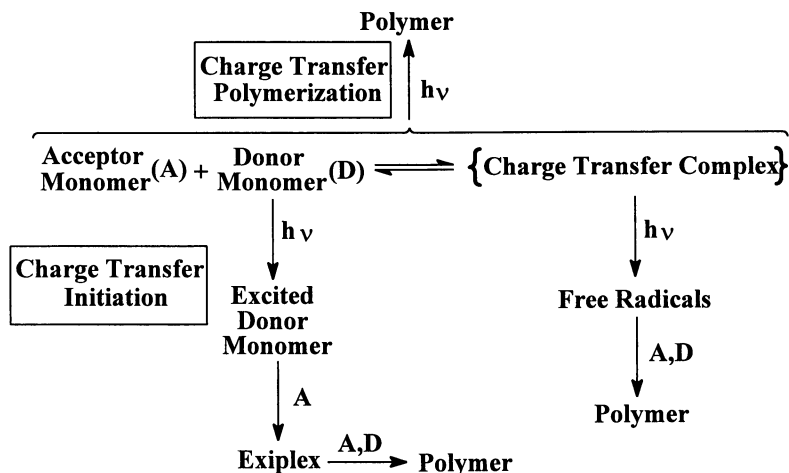 Polymer
Charge Transfer
Polymerization
hν
Acceptor
Monomer (A) + Donor
Monomer (D) {Charge Transfer Complex}
hν
hν
Charge Transfer
Initiation
Excited
Donor
Monomer
Free Radicals
A
A,D
Polymer
Exiplex A,D Polymer